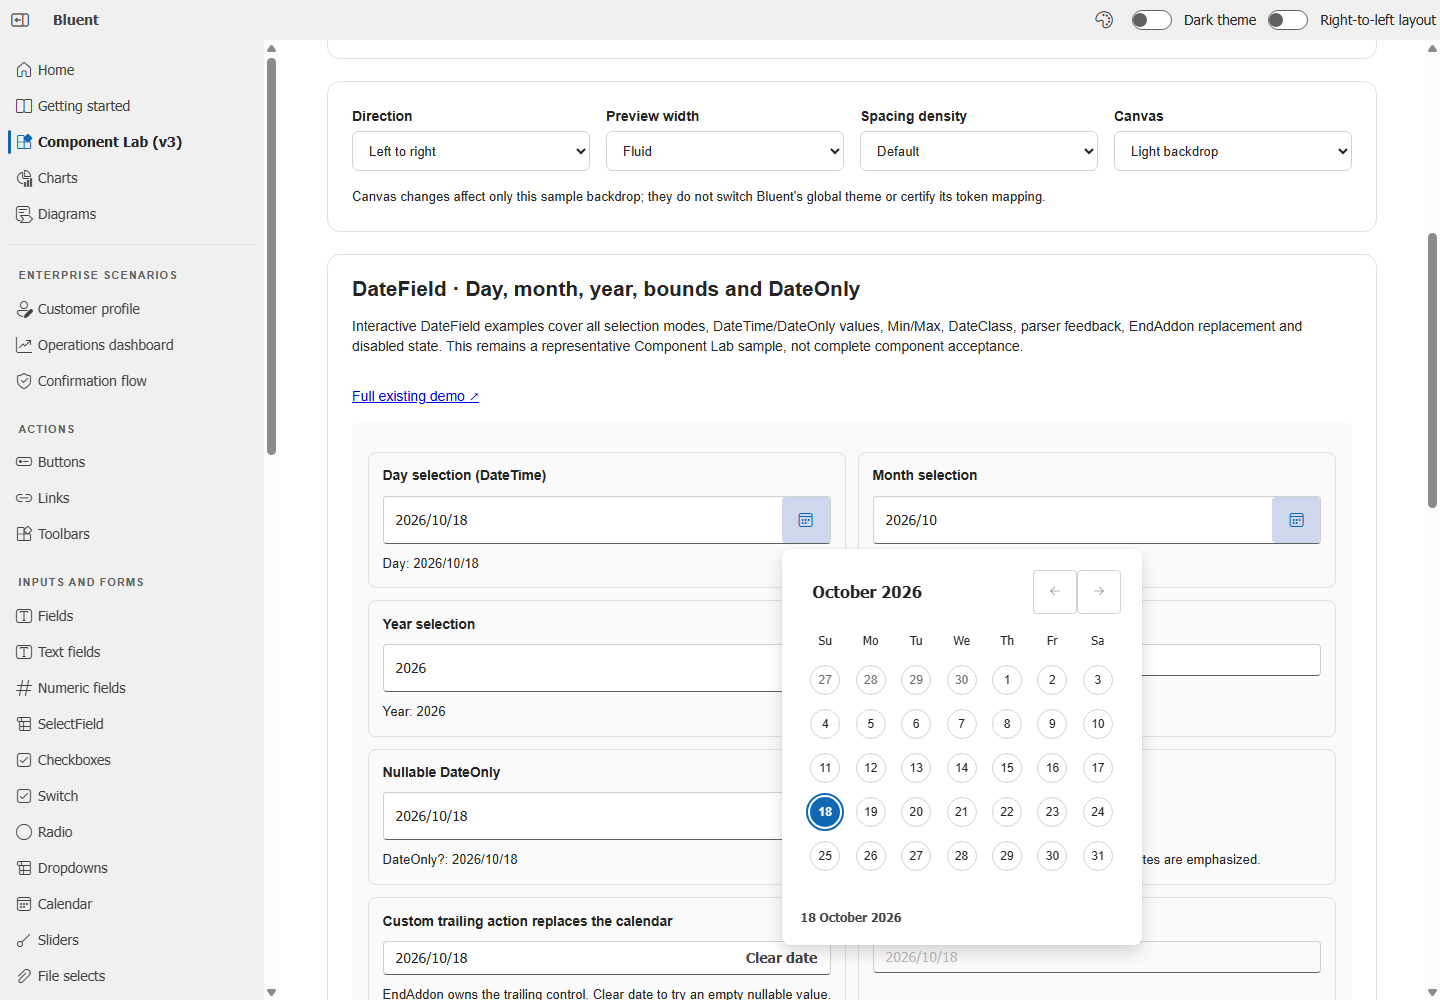 Bluent
Dark theme
Right-to-left layout
Home
Getting started
Component Lab (v3)
Charts
Diagrams
ENTERPRISE SCENARIOS
Customer profile
Operations dashboard
Confirmation flow
ACTIONS
Buttons
Links
Toolbars
INPUTS AND FORMS
Fields
Text fields
Numeric fields
SelectField
Checkboxes
Switch
Radio
Dropdowns
Calendar
Sliders
File selects
Direction
Preview width
Spacing density
Canvas
Left to right
Fluid
Default
Light backdrop
Canvas changes affect only this sample backdrop; they do not switch Bluent's global theme or certify its token mapping.
DateField · Day, month, year, bounds and DateOnly
Interactive DateField examples cover all selection modes, DateTime/DateOnly values, Min/Max, DateClass, parser feedback, EndAddon replacement and
disabled state. This remains a representative Component Lab sample, not complete component acceptance.
Full existing demo ↗
Day selection (DateTime)
2026/10/18
Day: 2026/10/18
Month selection
2026/10
Year selection
2026
Year: 2026
Nullable DateOnly
2026/10/18
DateOnly?: 2026/10/18
tes are emphasized.
Custom trailing action replaces the calendar
2026/10/18
Clear date
EndAddon owns the trailing control. Clear date to try an empty nullable value.
2026/10/18
October 2026
Su Mo Tu We Th Fr Sa
27 28 29 30 1 2 3
4 5 6 7 8 9 10
11 12 13 14 15 16 17
18 19 20 21 22 23 24
25 26 27 28 29 30 31
18 October 2026